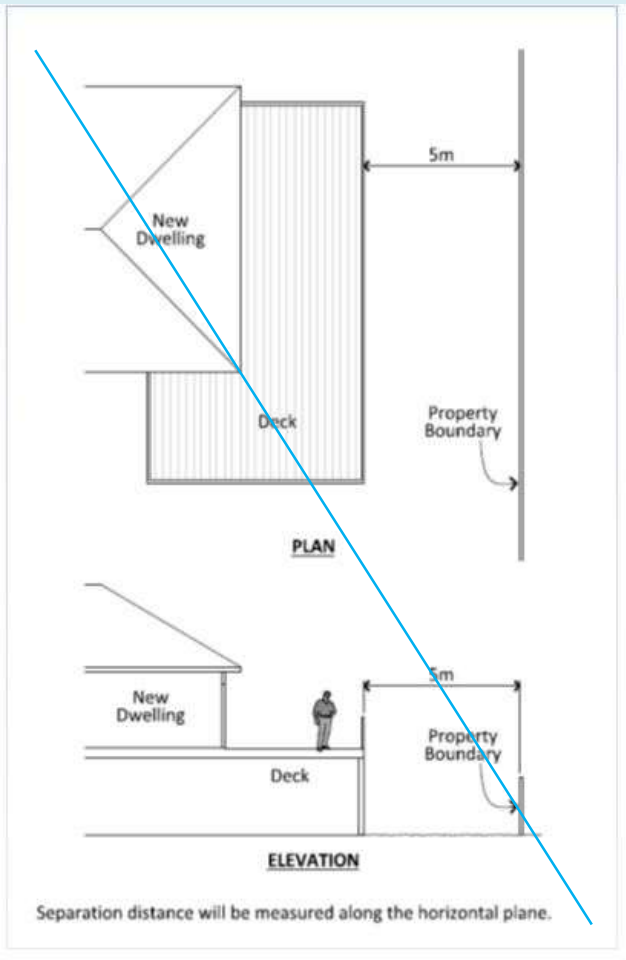 5m
New
Dwelling
Property
Boundary
Deck
PLAN
5m
New
Dwelling
Property
Boundary
Deck
ELEVATION
Separation distance will be measured along the horizontal plane.